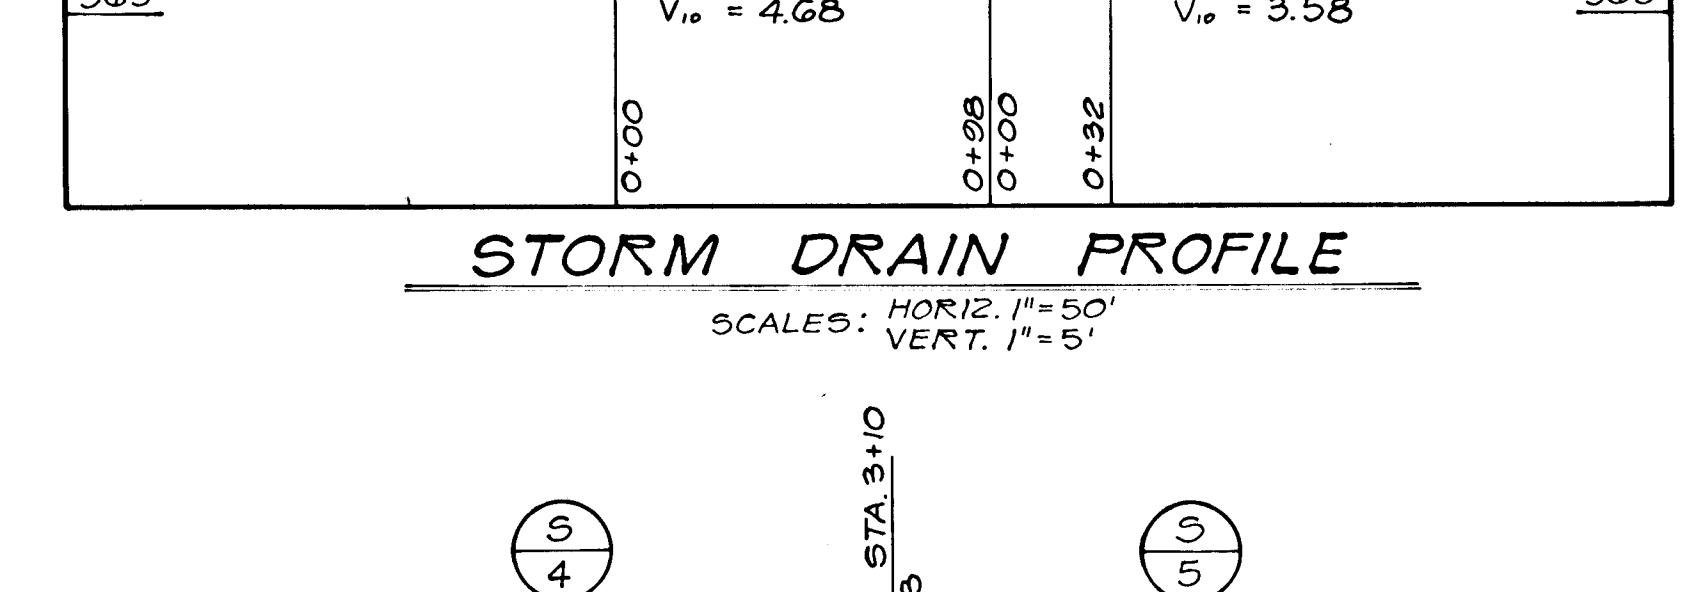 V₁₀ = 4.68
V₁₀ = 3.58
0+00
0+98
0+00
0+32
STORM DRAIN PROFILE
SCALES: HORIZ. 1"=50'
VERT. 1"=5'
STA. 3+10
S
4
S
5
3